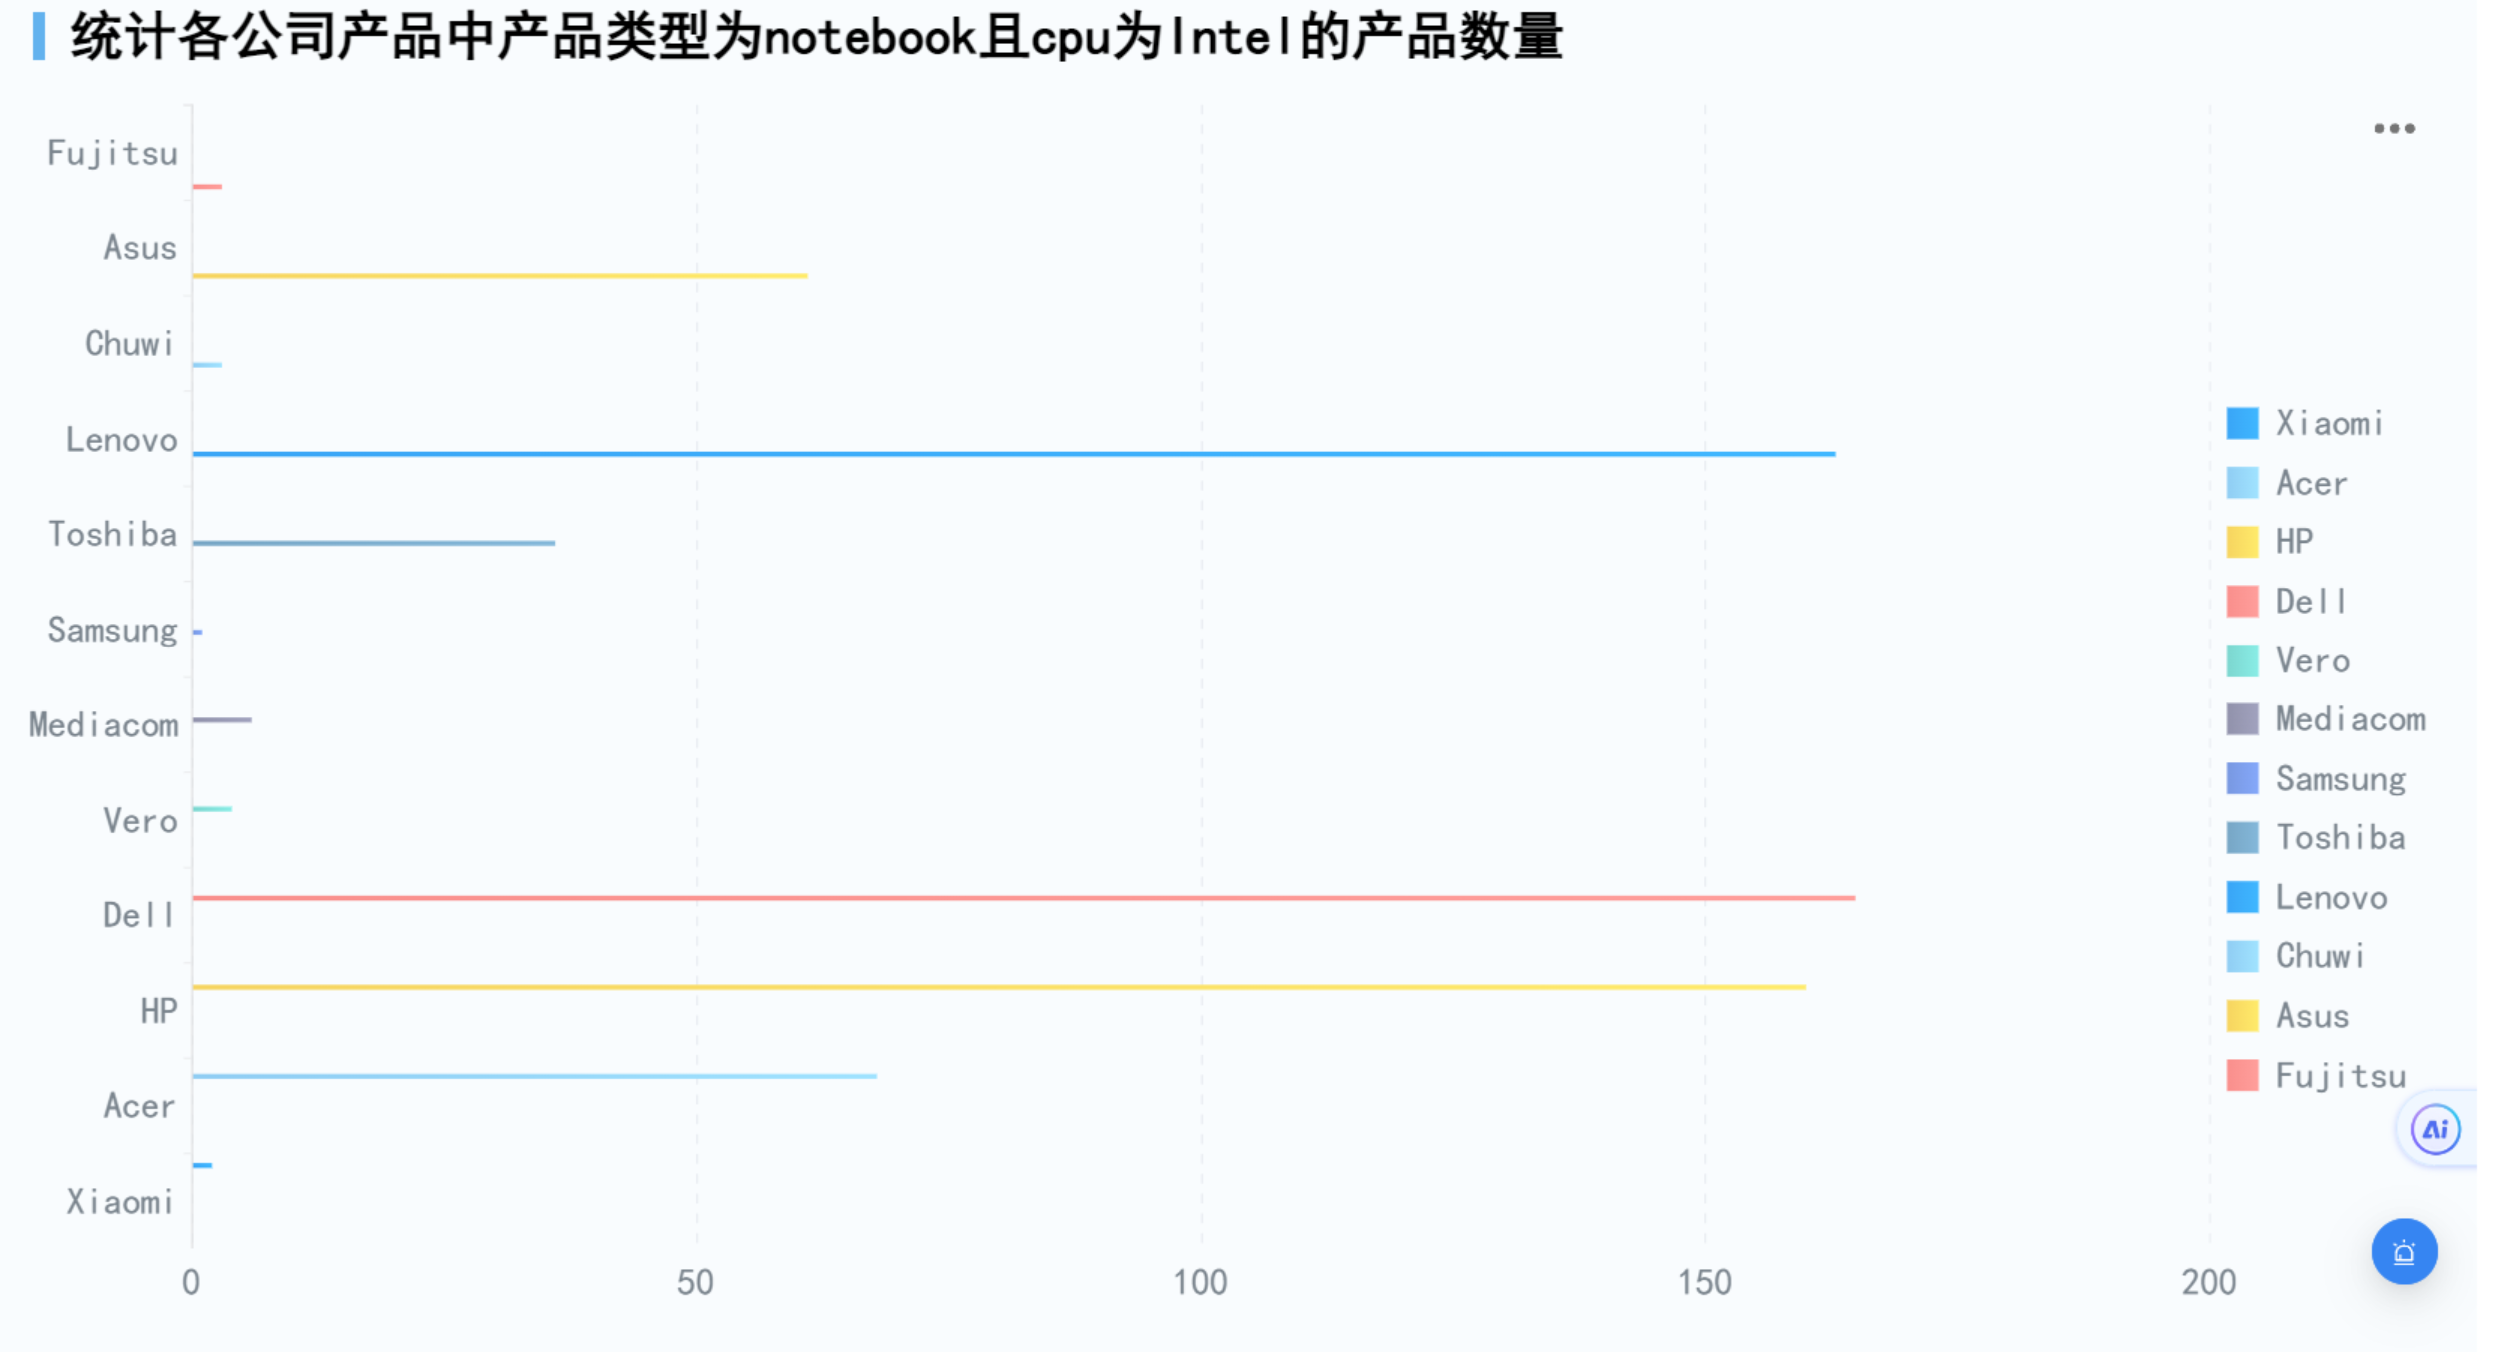 统计各公司产品中产品类型为notebook且cpu为Intel的产品数量
Fujitsu
Asus
Chuwi
Lenovo
Toshiba
Samsung
Mediacom
Vero
Dell
HP
Acer
Xiaomi
0 50 100 150 200
Xiaomi
Acer
HP
Dell
Vero
Mediacom
Samsung
Toshiba
Lenovo
Chuwi
Asus
Fujitsu
Ai